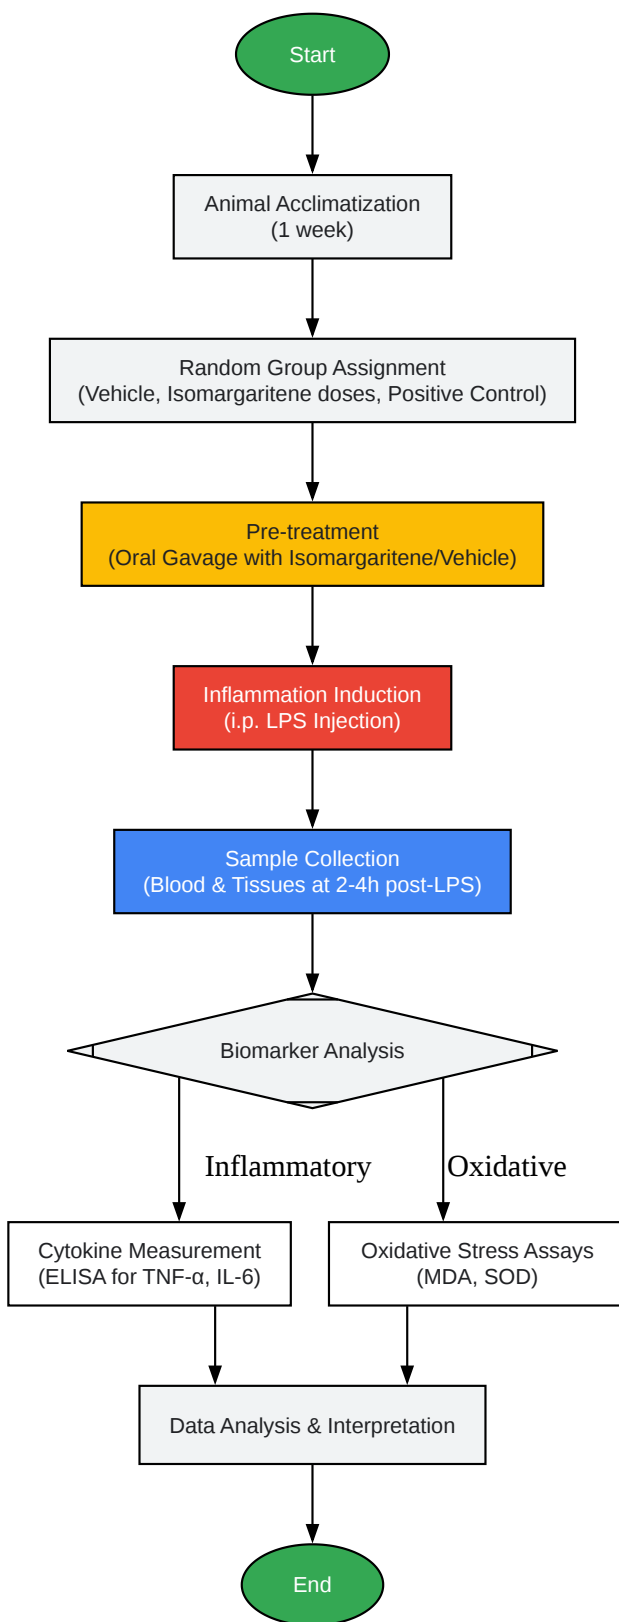 Start
Animal Acclimatization
(1 week)
Random Group Assignment
(Vehicle, Isomargaritene doses, Positive Control)
Pre-treatment
(Oral Gavage with Isomargaritene/Vehicle)
Inflammation Induction
(i.p. LPS Injection)
Sample Collection
(Blood & Tissues at 2-4h post-LPS)
Biomarker Analysis
Inflammatory
Oxidative
Cytokine Measurement
(ELISA for TNF-α, IL-6)
Oxidative Stress Assays
(MDA, SOD)
Data Analysis & Interpretation
End